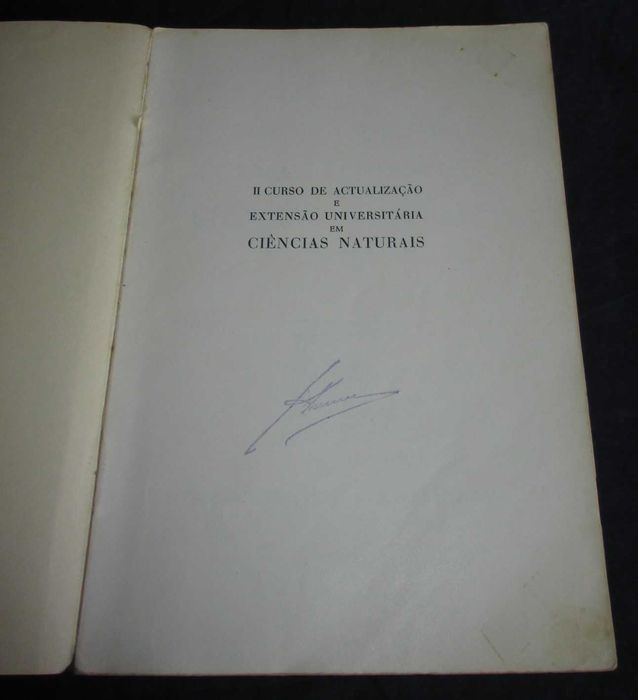 II CURSO DE ACTUALIZAÇÃO
E
EXTENSÃO UNIVERSITÁRIA
EM
CIÊNCIAS NATURAIS